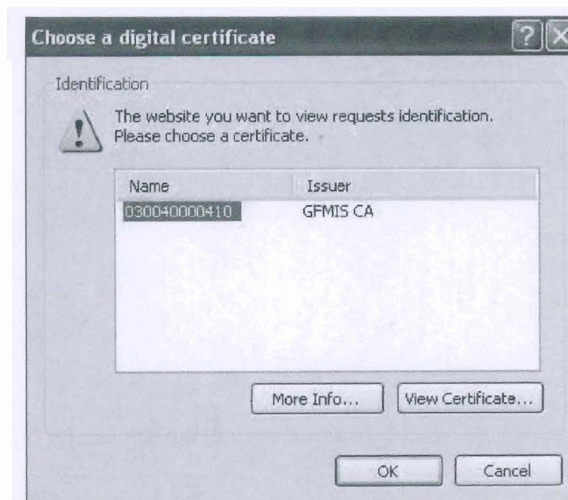 Choose a digital certificate
Identification
The website you want to view requests identification.
Please choose a certificate.
Name Issuer
030040000410 GFMIS CA
More Info... View Certificate...
OK Cancel